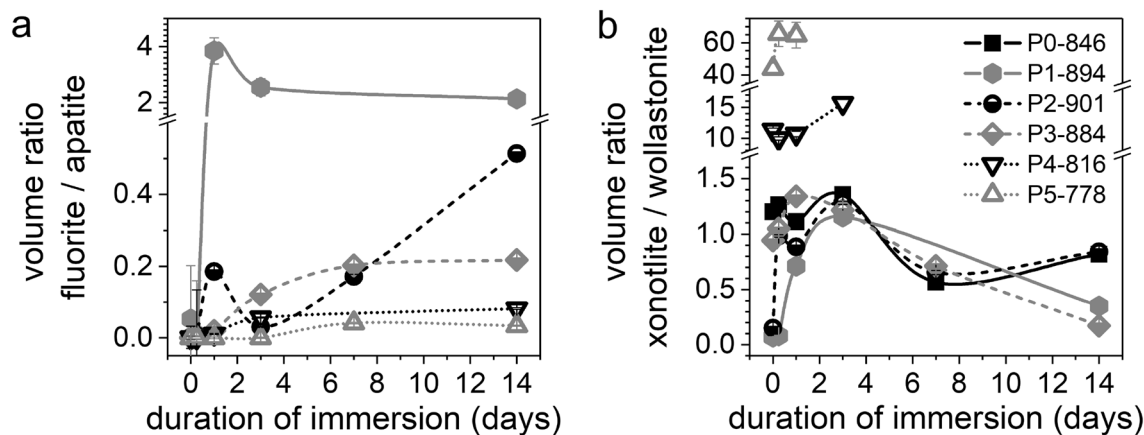 a
volume ratio
fluorite / apatite
4
2
0.4
0.2
0.0
0 2 4 6 8 10 12 14
duration of immersion (days)
b
volume ratio
xonotlite / wollastonite
60
40
15
10
1.5
1.0
0.5
0.0
0 2 4 6 8 10 12 14
duration of immersion (days)
P0-846
P1-894
P2-901
P3-884
P4-816
P5-778